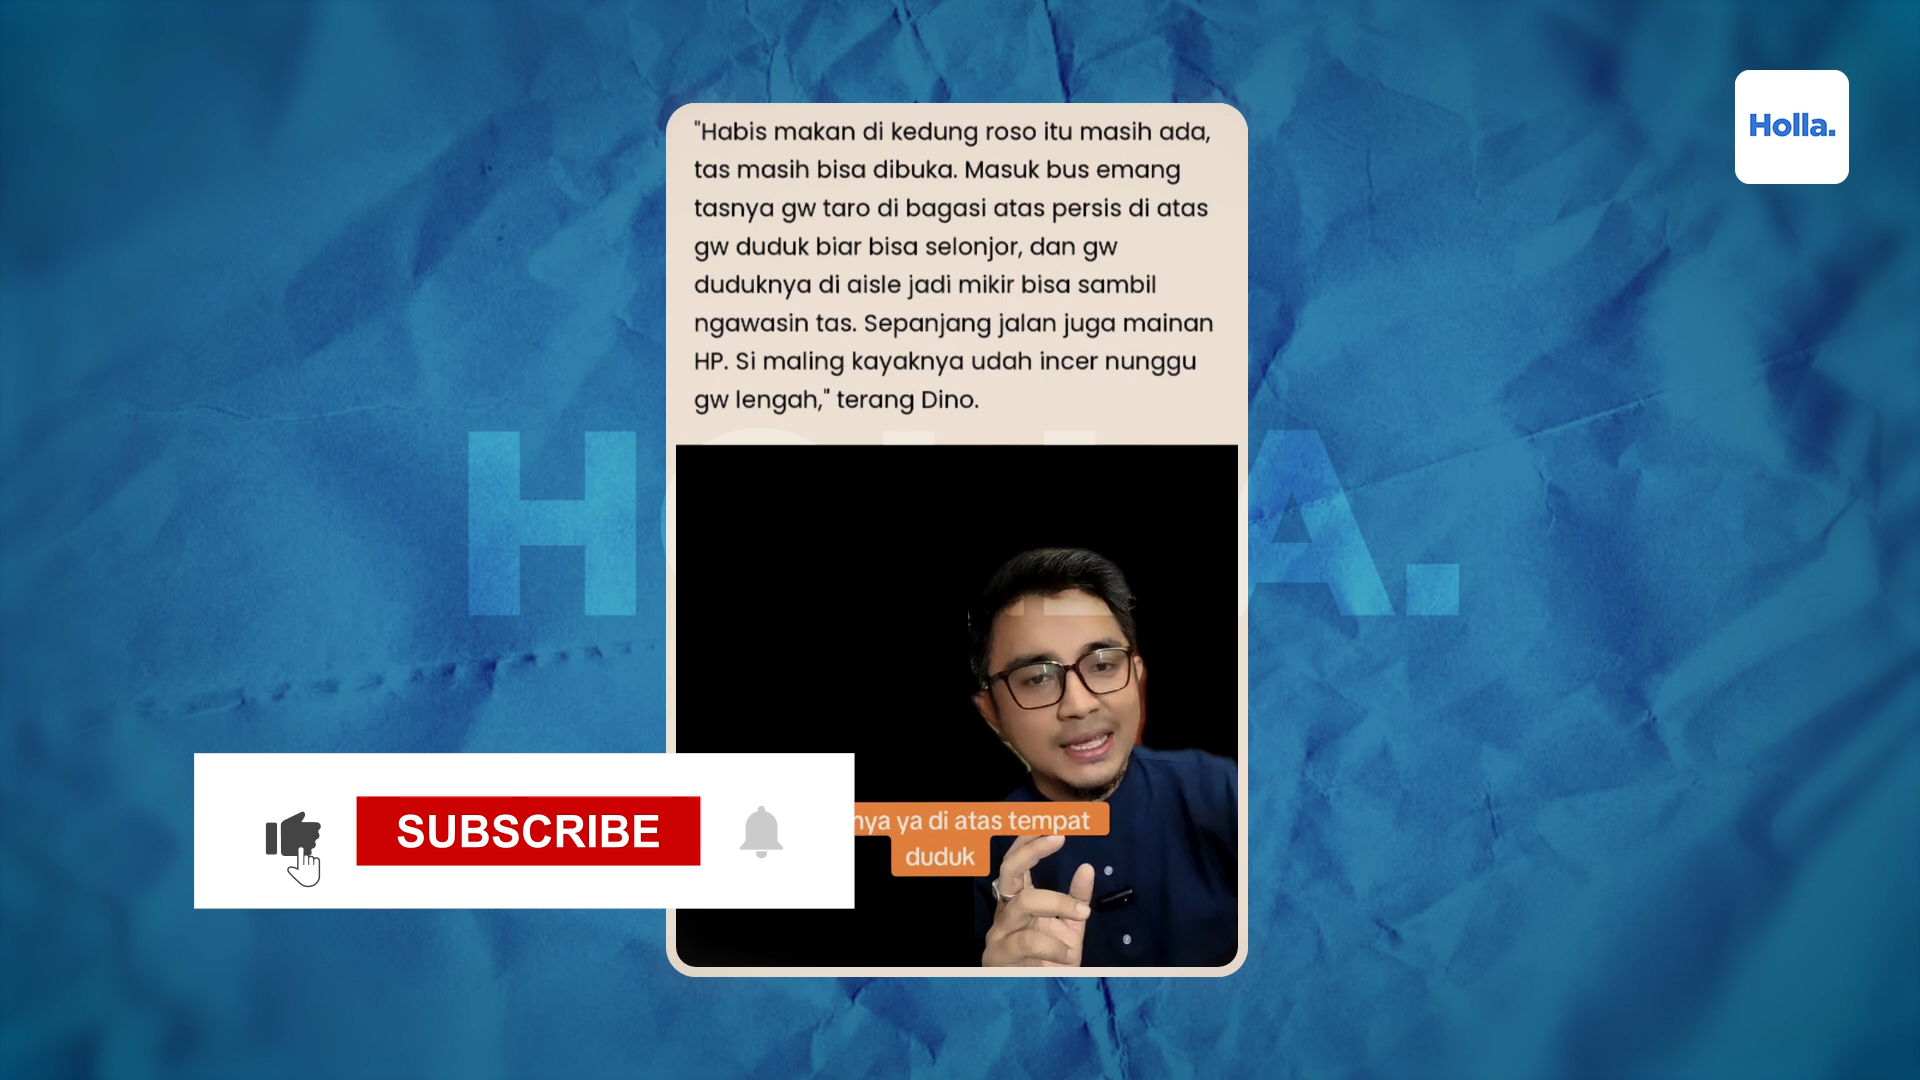 Holla.
"Habis makan di kedung roso itu masih ada,
tas masih bisa dibuka. Masuk bus emang
tasnya gw taro di bagasi atas persis di atas
gw duduk biar bisa selonjor, dan gw
duduknya di aisle jadi mikir bisa sambil
ngawasin tas. Sepanjang jalan juga mainan
HP. Si maling kayaknya udah incer nunggu
gw lengah," terang Dino.
HOLLA.
ya di atas tempat
duduk
SUBSCRIBE